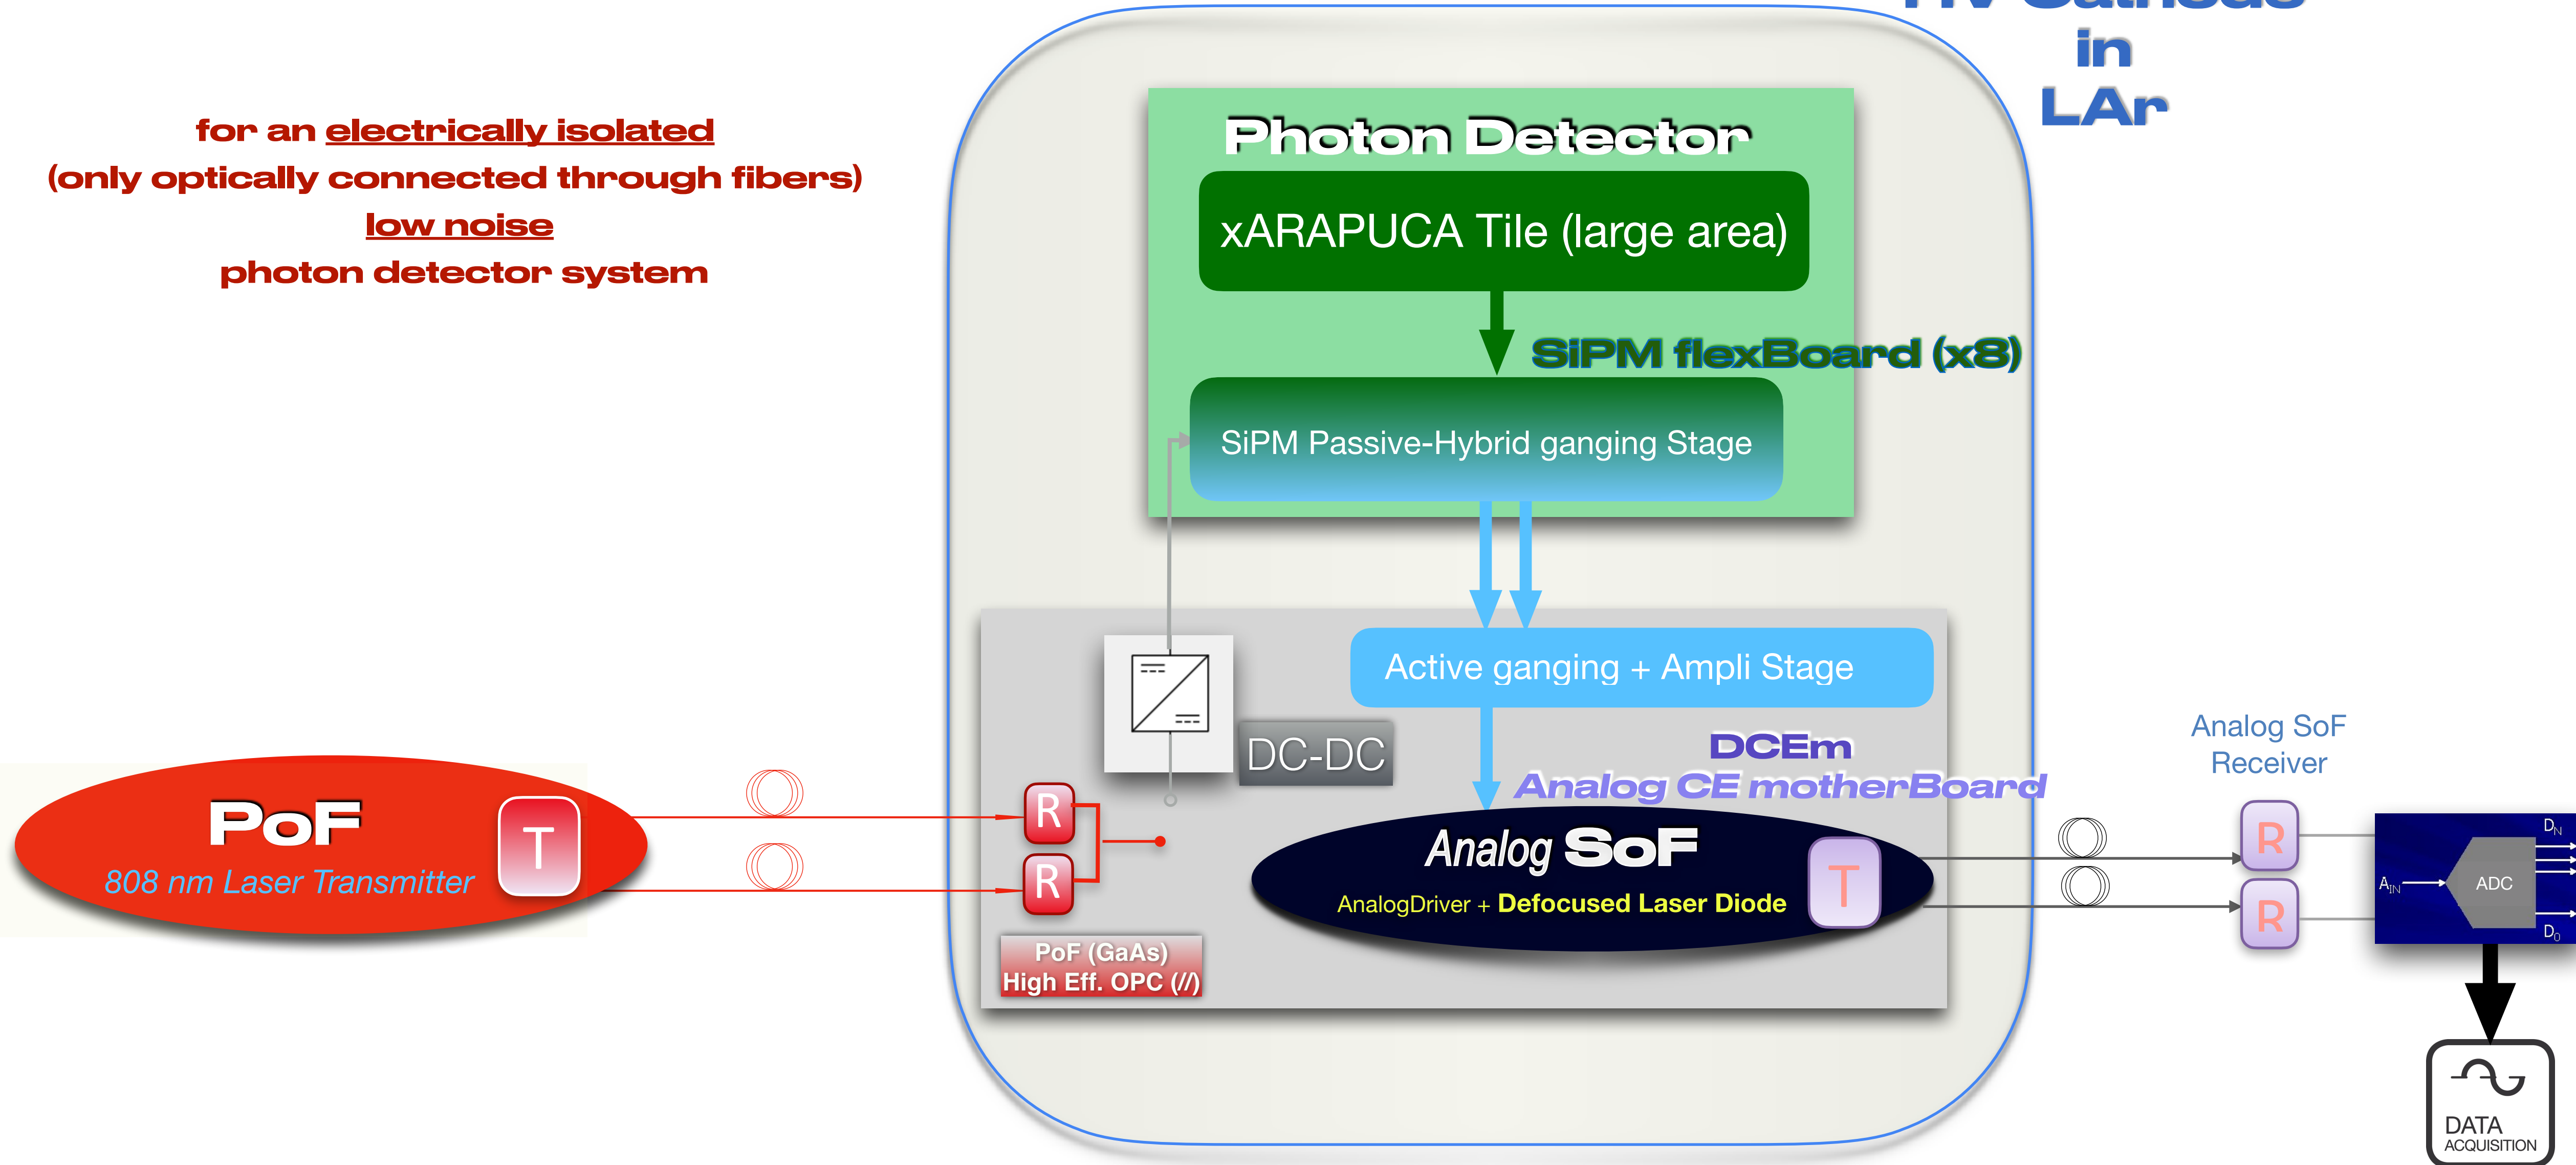 in
LAr
for an electrically isolated
(only optically connected through fibers)
low noise
photon detector system
Photon Detector
xARAPUCA Tile (large area)
SiPM flexBoard (x8)
SiPM Passive-Hybrid ganging Stage
Active ganging + Ampli Stage
DC-DC
DCEm
Analog CE motherBoard
PoF
808 nm Laser Transmitter
T
R
R
PoF (GaAs)
High Eff. OPC (//)
Analog SoF
AnalogDriver + Defocused Laser Diode
T
Analog SoF
Receiver
R
R
AIN
ADC
DN
D0
DATA
ACQUISITION